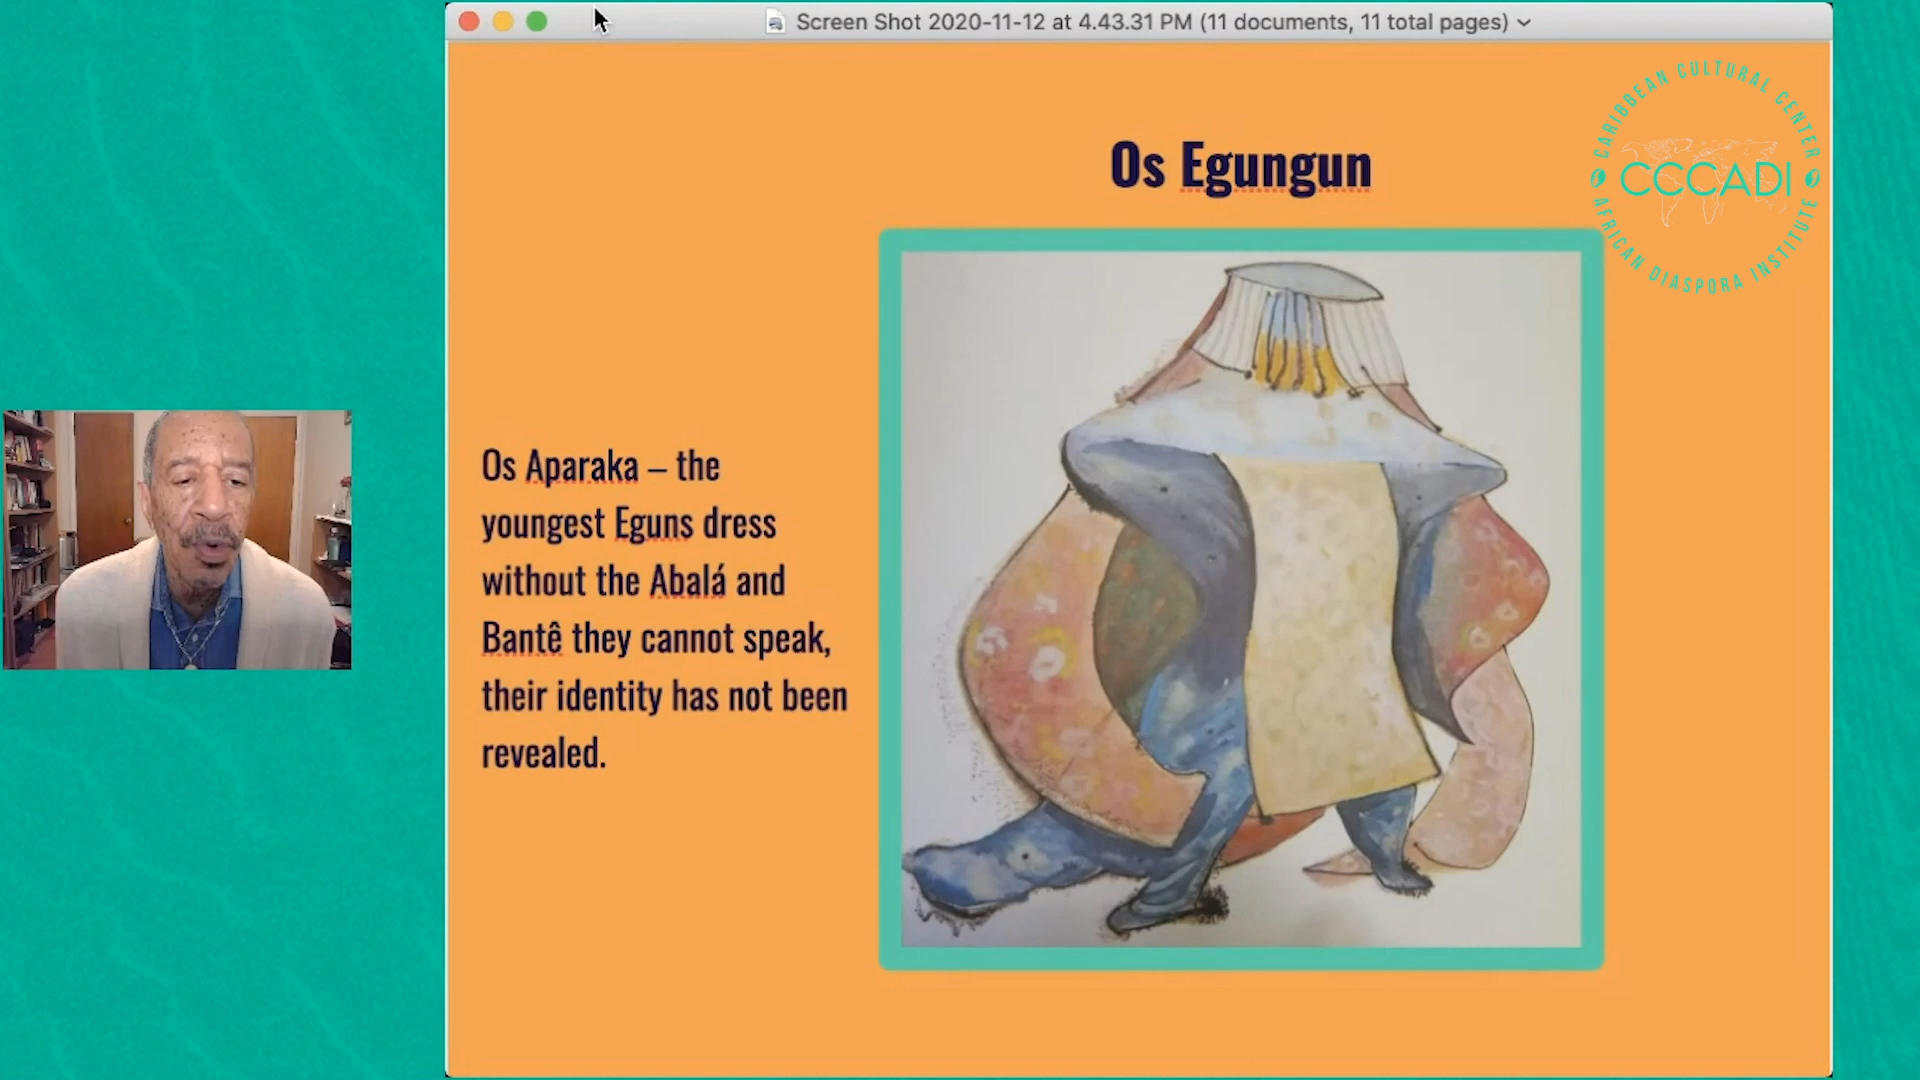 Screen Shot 2020-11-12 at 4.43.31 PM (11 documents, 11 total pages)
Os Egungun
CARIBBEAN CULTURAL CENTER
CCCADI
AFRICAN DIASPORA INSTITUTE
Os Aparaka – the
youngest Eguns dress
without the Abalá and
Bantê they cannot speak,
their identity has not been
revealed.